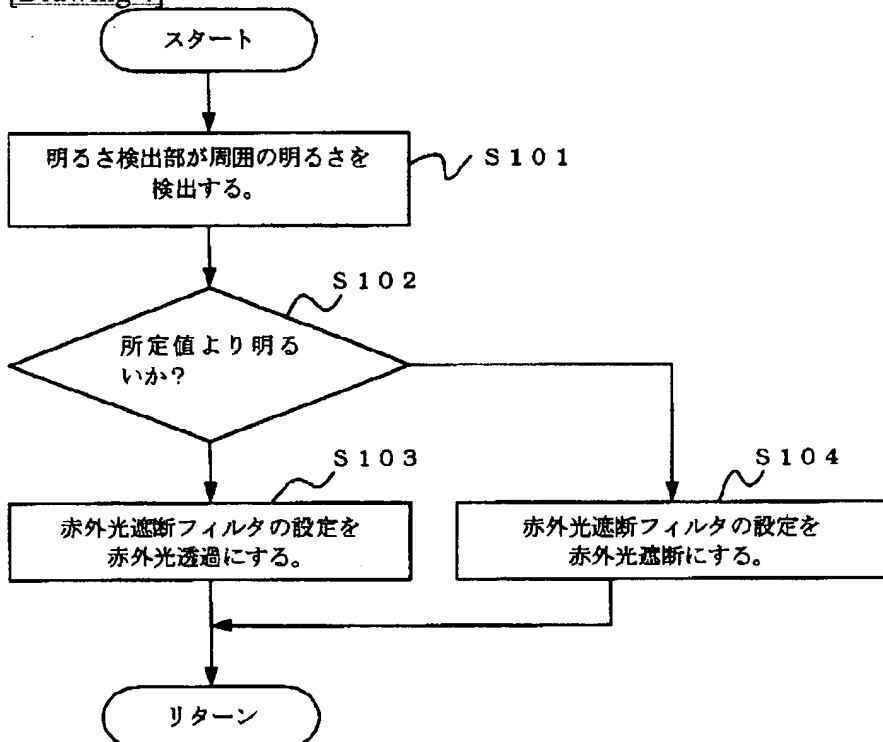 スタート
明るさ検出部が周囲の明るさを
検出する。
S101
S102
所定値より明る
いか?
S103
赤外光遮断フィルタの設定を
赤外光透過にする。
S104
赤外光遮断フィルタの設定を
赤外光遮断にする。
リターン